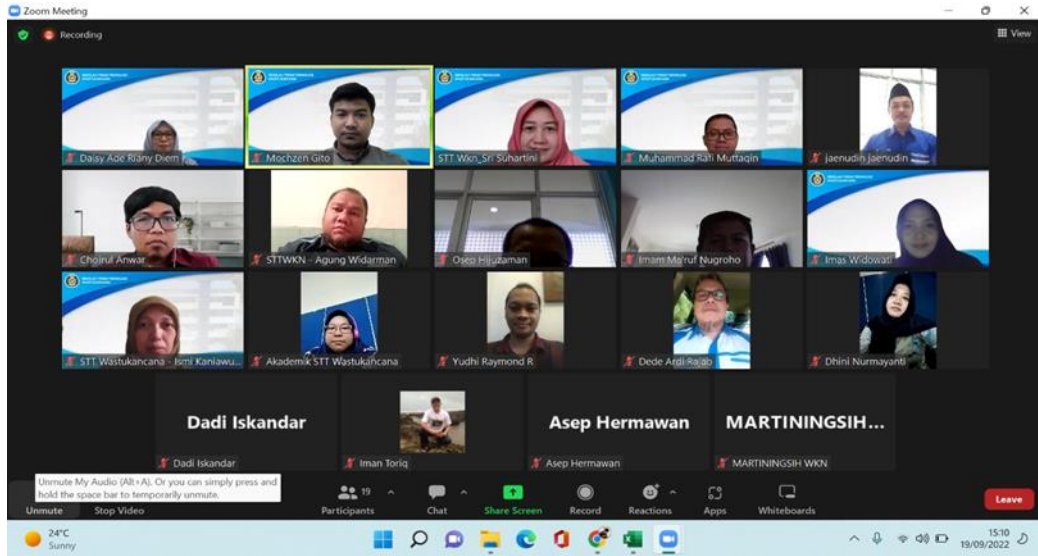 Zoom Meeting
Recording
View
Daisy Ade Riany Diem
Mochzen Gito
STT Wkn_Sri Suhartini
Muhammad Rafi Muttaqin
jaenudin jaenudin
Choirul Anwar
STTWKN - Agung Widarman
Osep Hijuzaman
Imam Ma'ruf Nugroho
Imas Widowati
STT Wastukancana - Ismi Kaniawu...
Akademik STT Wastukancana
Yudhi Raymond R
Dede Ardi Rajab
Dhini Nurmayanti
Dadi Iskandar
Asep Hermawan
MARTININGSIH...
Dadi Iskandar
Iman Toriq
Asep Hermawan
MARTININGSIH WKN
Unmute My Audio (Alt+A). Or you can simply press and
hold the space bar to temporarily unmute.
19
Unmute
Stop Video
Participants
Chat
Share Screen
Record
Reactions
Apps
Whiteboards
Leave
24°C
Sunny
15:10
19/09/2022